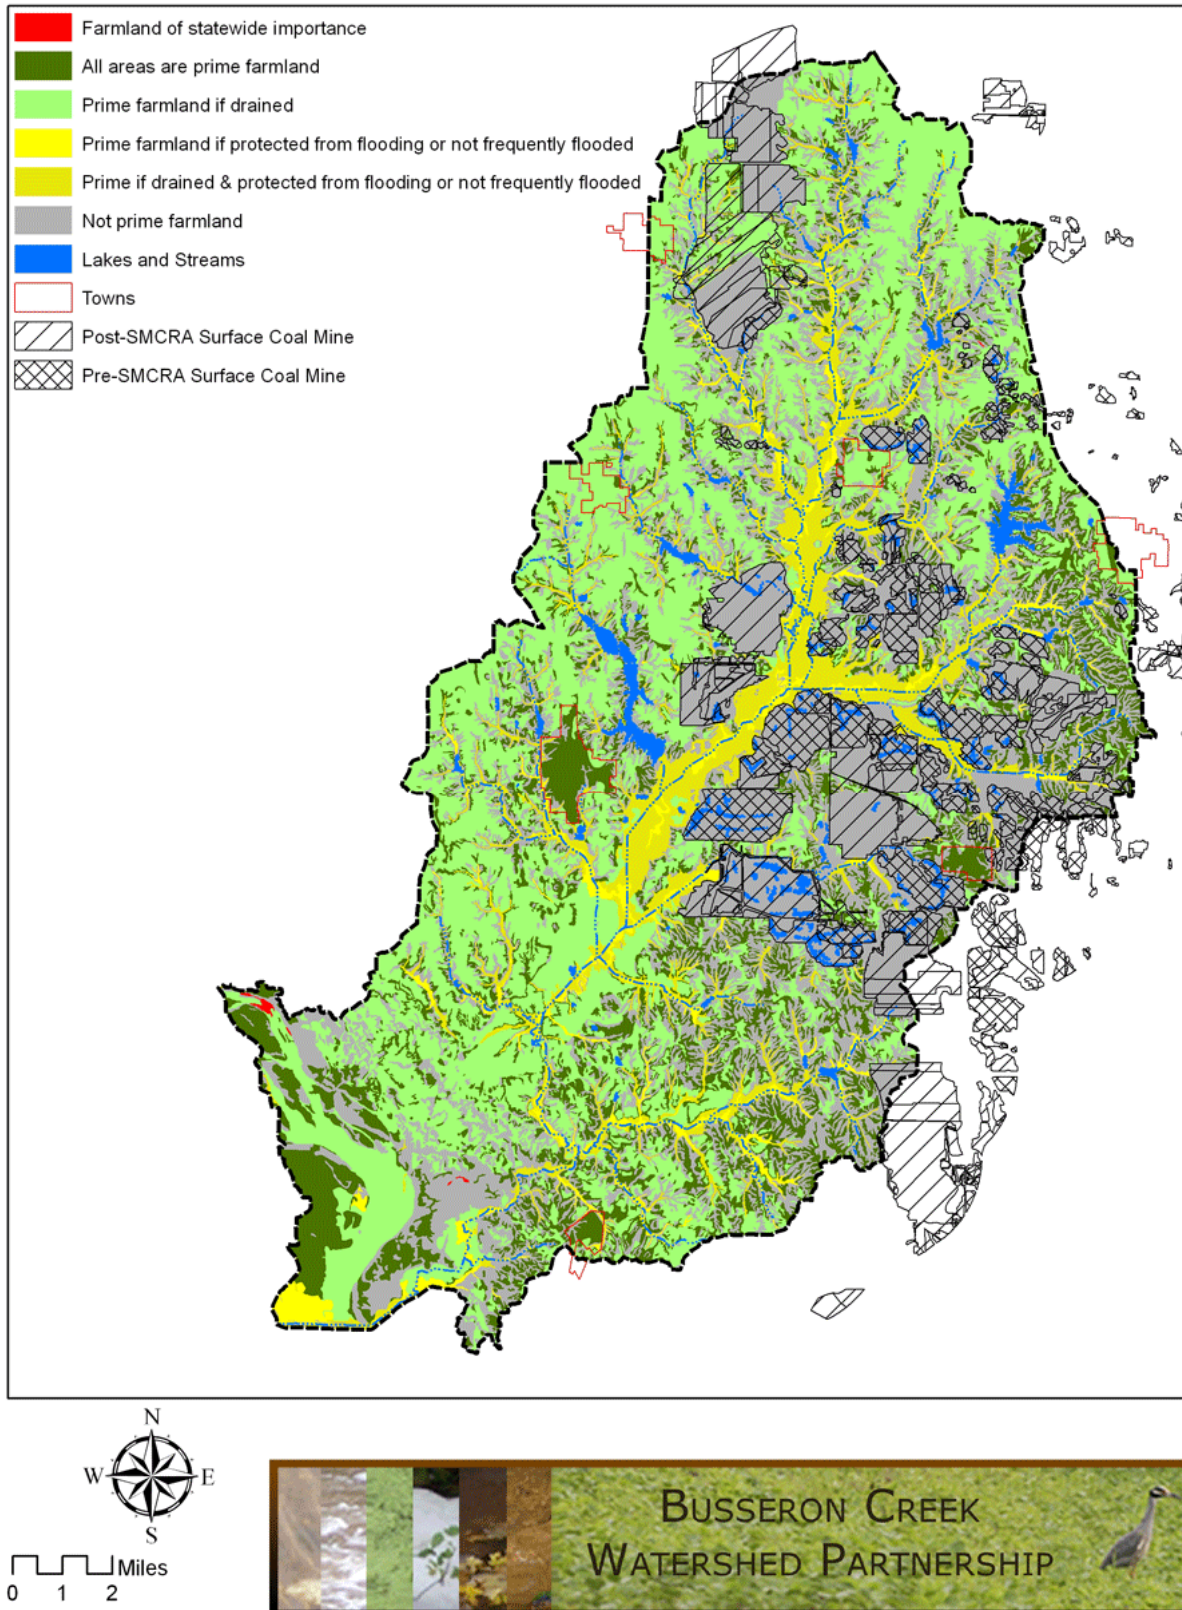 Farmland of statewide importance
All areas are prime farmland
Prime farmland if drained
Prime farmland if protected from flooding or not frequently flooded
Prime if drained & protected from flooding or not frequently flooded
Not prime farmland
Lakes and Streams
Towns
Post-SMCRA Surface Coal Mine
Pre-SMCRA Surface Coal Mine
N
W E
S
Miles
0 1 2
BUSSERON CREEK
WATERSHED PARTNERSHIP